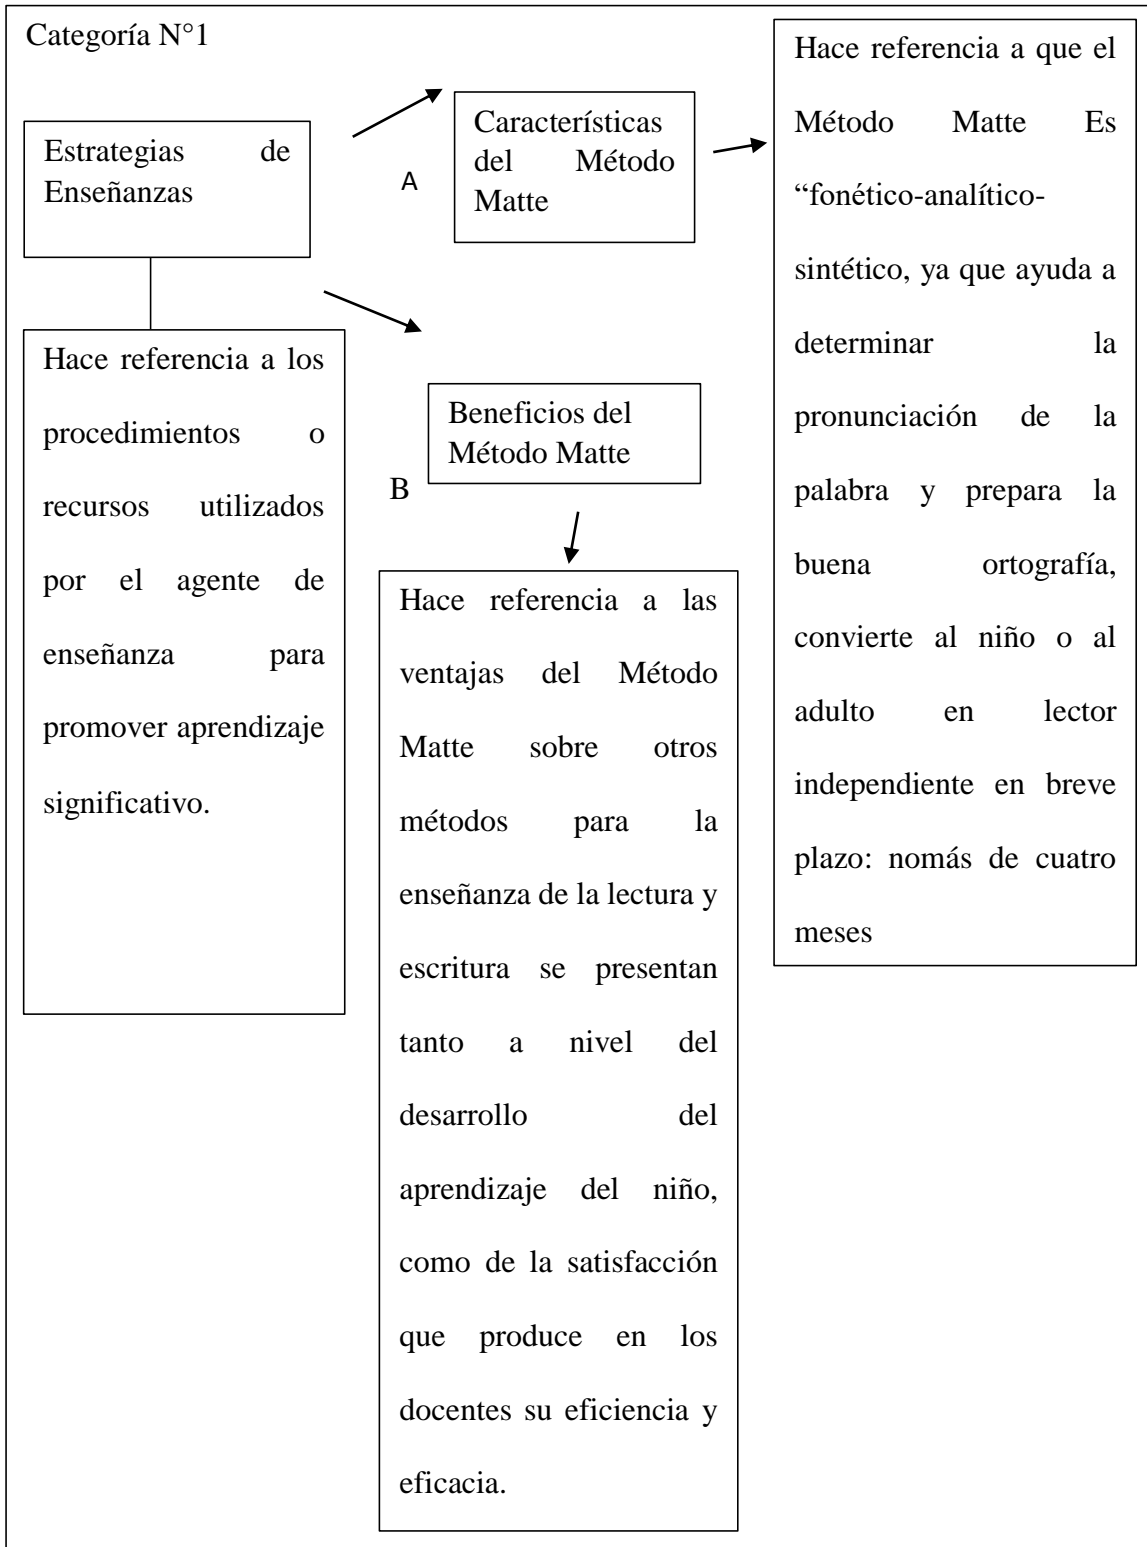 Categoría N°1
Estrategias de
Enseñanzas
Hace referencia a los
procedimientos o
recursos utilizados
por el agente de
enseñanza para
promover aprendizaje
significativo.
A
Características
del Método
Matte
Hace referencia a que el
Método Matte Es
“fonético-analítico-
sintético, ya que ayuda a
determinar la
pronunciación de la
palabra y prepara la
buena ortografía,
convierte al niño o al
adulto en lector
independiente en breve
plazo: nomás de cuatro
meses
B
Beneficios del
Método Matte
Hace referencia a las
ventajas del Método
Matte sobre otros
métodos para la
enseñanza de la lectura y
escritura se presentan
tanto a nivel del
desarrollo del
aprendizaje del niño,
como de la satisfacción
que produce en los
docentes su eficiencia y
eficacia.